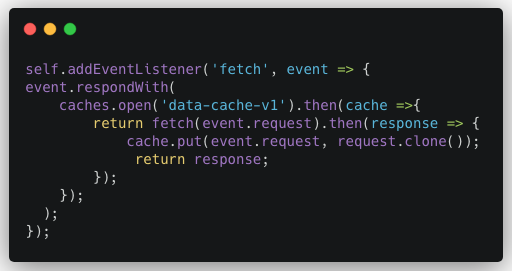 self.addEventListener('fetch', event => {
event.respondWith(
    caches.open('data-cache-v1').then(cache =>{
        return fetch(event.request).then(response => {
            cache.put(event.request, request.clone());
             return response;
        });
    });
  );
});